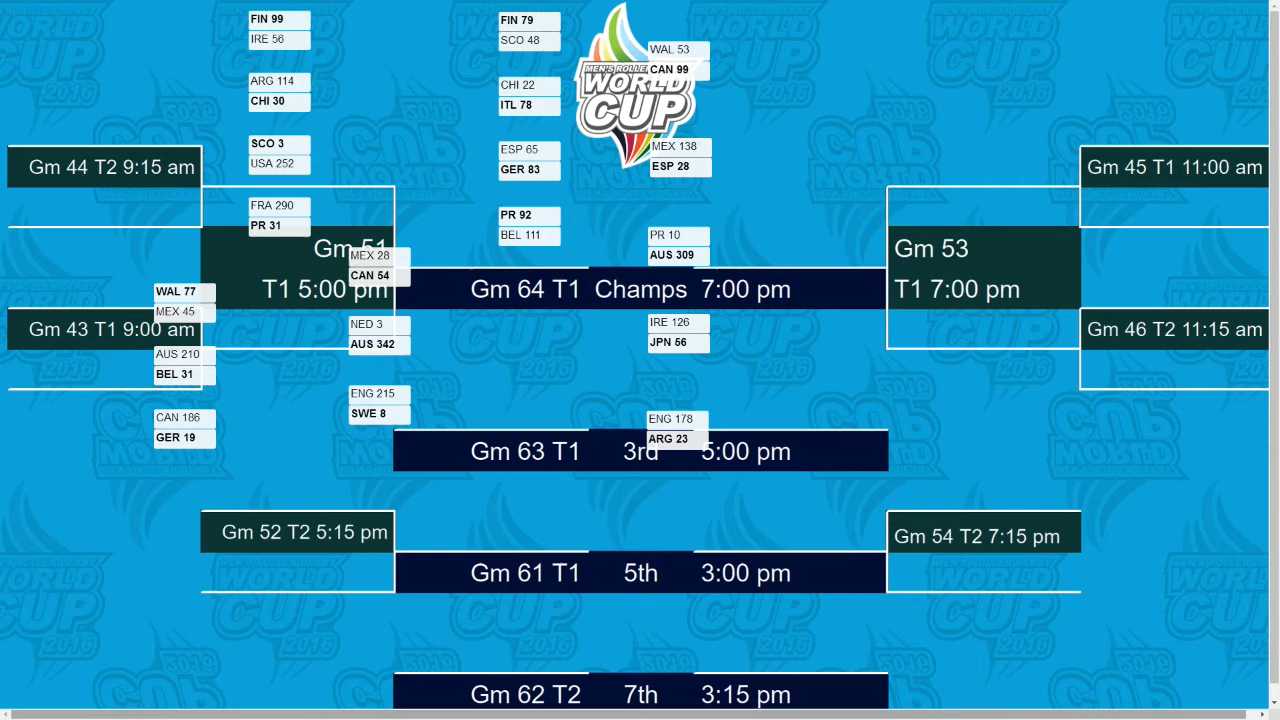 FIN 99
IRE 56
ARG 114
CHI 30
SCO 3
USA 252
FRA 290
PR 31
FIN 79
SCO 48
CHI 22
ITL 78
ESP 65
GER 83
PR 92
BEL 111
MEN'S ROLLE
WORLD
CUP
WAL 53
CAN 99
MEX 138
ESP 28
PR 10
AUS 309
IRE 126
JPN 56
ENG 178
ARG 23
MEX 28
CAN 54
NED 3
AUS 342
ENG 215
SWE 8
WAL 77
MEX 45
AUS 210
BEL 31
CAN 186
GER 19
Gm 44 T2 9:15 am
Gm 45 T1 11:00 am
Gm 51
T1 5:00 pm
Gm 53
T1 7:00 pm
Gm 64 T1 Champs 7:00 pm
Gm 43 T1 9:00 am
Gm 46 T2 11:15 am
Gm 63 T1 3rd 5:00 pm
Gm 52 T2 5:15 pm
Gm 54 T2 7:15 pm
Gm 61 T1 5th 3:00 pm
Gm 62 T2 7th 3:15 pm
WORLD
CUP
2016